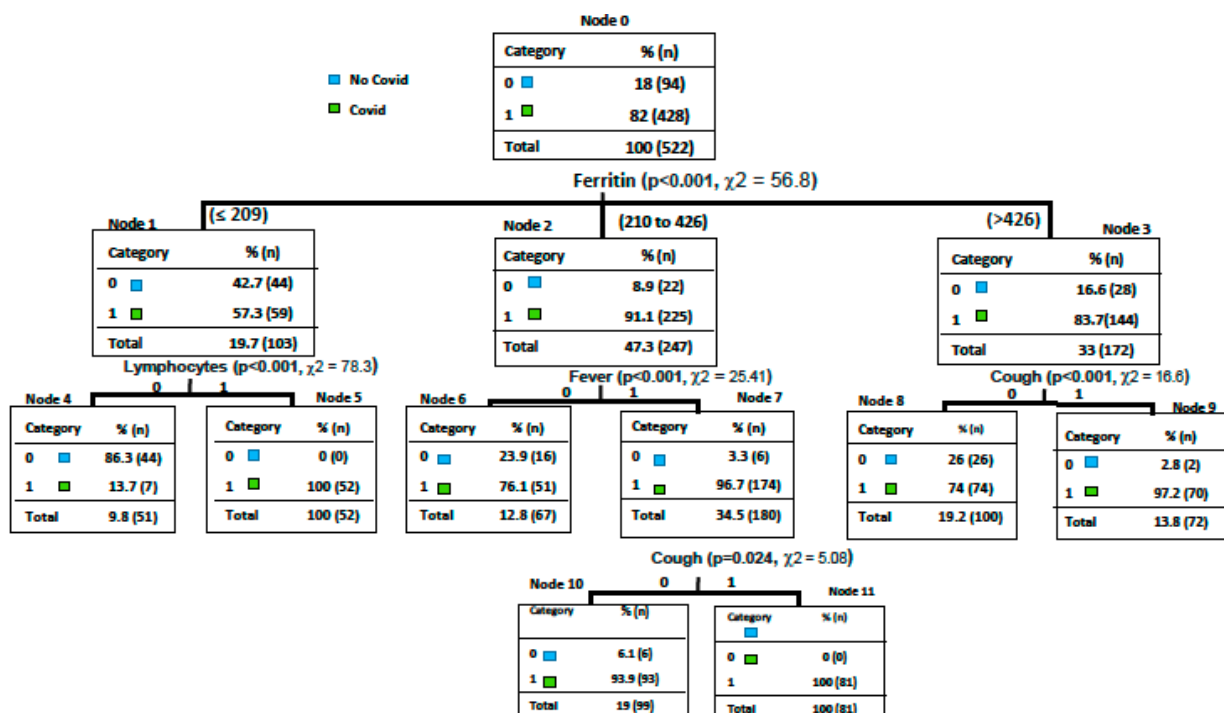 Node 0
Category % (n)
0 18 (94)
1 82 (428)
Total 100 (522)
No Covid
Covid
Ferritin (p<0.001, χ2 = 56.8)
(≤ 209)
(210 to 426)
(>426)
Node 1
Category % (n)
0 42.7 (44)
1 57.3 (59)
Total 19.7 (103)
Node 2
Category % (n)
0 8.9 (22)
1 91.1 (225)
Total 47.3 (247)
Node 3
Category % (n)
0 16.6 (28)
1 83.7(144)
Total 33 (172)
Lymphocytes (p<0.001, χ2 = 78.3)
0 1
Fever (p<0.001, χ2 = 25.41)
0 1
Cough (p<0.001, χ2 = 16.6)
0 1
Node 4
Category % (n)
0 86.3 (44)
1 13.7 (7)
Total 9.8 (51)
Node 5
Category % (n)
0 0 (0)
1 100 (52)
Total 100 (52)
Node 6
Category % (n)
0 23.9 (16)
1 76.1 (51)
Total 12.8 (67)
Node 7
Category % (n)
0 3.3 (6)
1 96.7 (174)
Total 34.5 (180)
Node 8
Category % (n)
0 26 (26)
1 74 (74)
Total 19.2 (100)
Node 9
Category % (n)
0 2.8 (2)
1 97.2 (70)
Total 13.8 (72)
Cough (p=0.024, χ2 = 5.08)
0 1
Node 10
Category % (n)
0 6.1 (6)
1 93.9 (93)
Total 19 (99)
Node 11
Category % (n)
0 0 (0)
1 100 (81)
Total 100 (81)